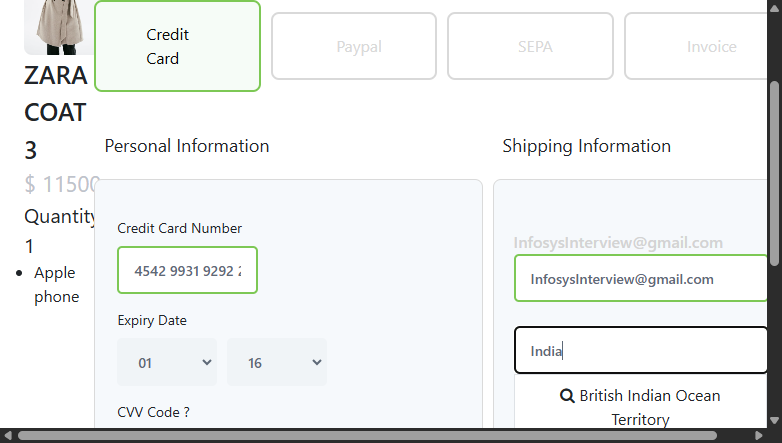 Credit
Card
Paypal
SEPA
Invoice
ZARA
COAT
3
$ 11500
Quantity
1
Apple
phone
Personal Information
Credit Card Number
4542 9931 9292 2
Expiry Date
01
16
CVV Code ?
Shipping Information
InfosysInterview@gmail.com
InfosysInterview@gmail.com
India
British Indian Ocean
Territory